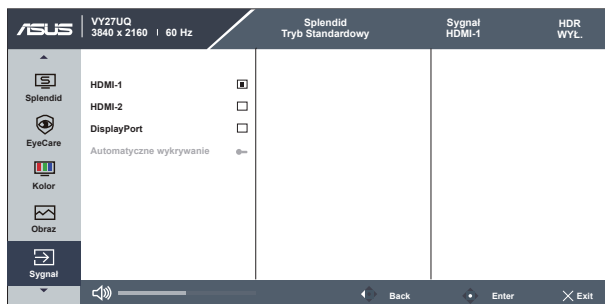 ASUS
VY27UQ
3840 x 2160 I 60 Hz
Splendid
Tryb Standardowy
Sygnał
HDMI-1
HDR
WYŁ.
Splendid
EyeCare
Kolor
Obraz
Sygnał
HDMI-1
HDMI-2
DisplayPort
Automatyczne wykrywanie
Back
Enter
Exit